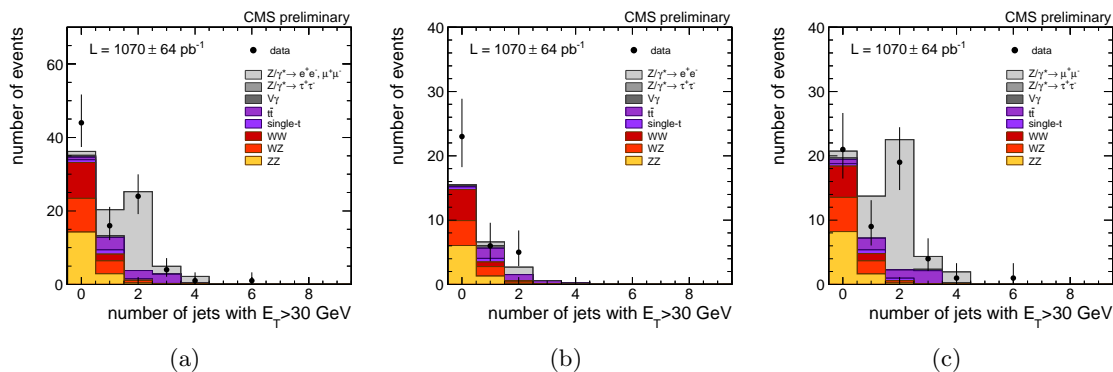 CMS preliminary
L = 1070 ± 64 pb⁻¹
data
Z/γ*→ e⁺e⁻, μ⁺μ⁻
Z/γ*→ τ⁺τ⁻
Vγ
tt̄
single-t
WW
WZ
ZZ
number of events
60
40
20
0
0 2 4 6 8
number of jets with E_T>30 GeV
(a)
CMS preliminary
L = 1070 ± 64 pb⁻¹
data
Z/γ*→ e⁺e⁻
Z/γ*→ τ⁺τ⁻
Vγ
tt̄
single-t
WW
WZ
ZZ
number of events
40
30
20
10
0
0 2 4 6 8
number of jets with E_T>30 GeV
(b)
CMS preliminary
L = 1070 ± 64 pb⁻¹
data
Z/γ*→ μ⁺μ⁻
Z/γ*→ τ⁺τ⁻
Vγ
tt̄
single-t
WW
WZ
ZZ
number of events
40
30
20
10
0
0 2 4 6 8
number of jets with E_T>30 GeV
(c)